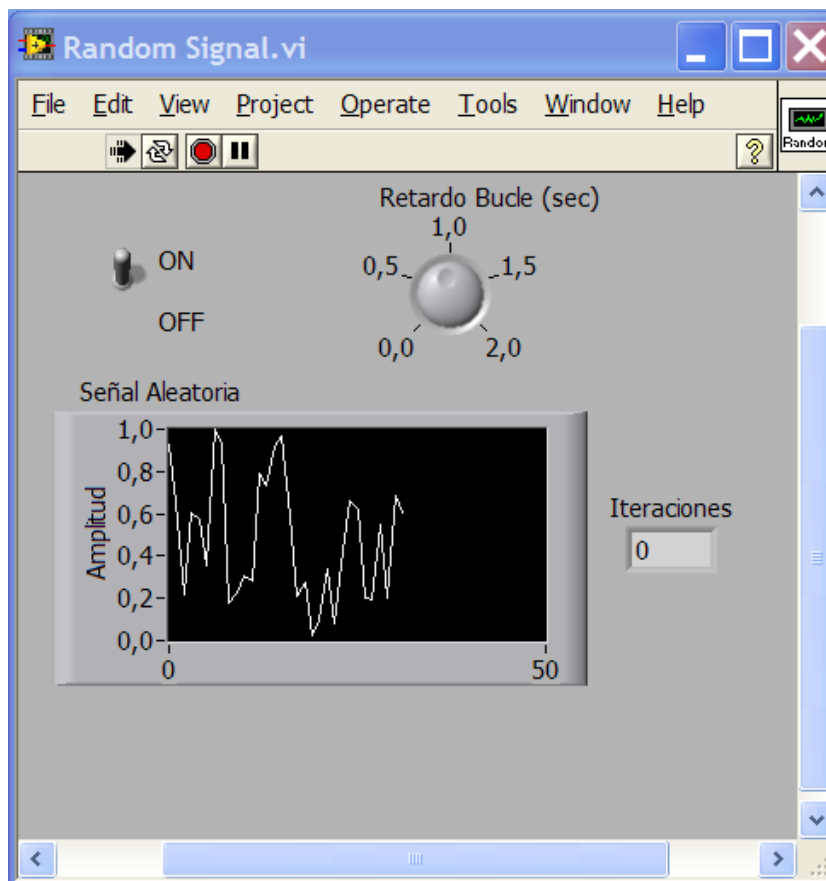 Random Signal.vi
File Edit View Project Operate Tools Window Help
?
Random
Retardo Bucle (sec)
1,0
0,5 1,5
0,0 2,0
ON
OFF
Señal Aleatoria
1,0
0,8
0,6
0,4
0,2
0,0
Amplitud
0 50
Iteraciones
0